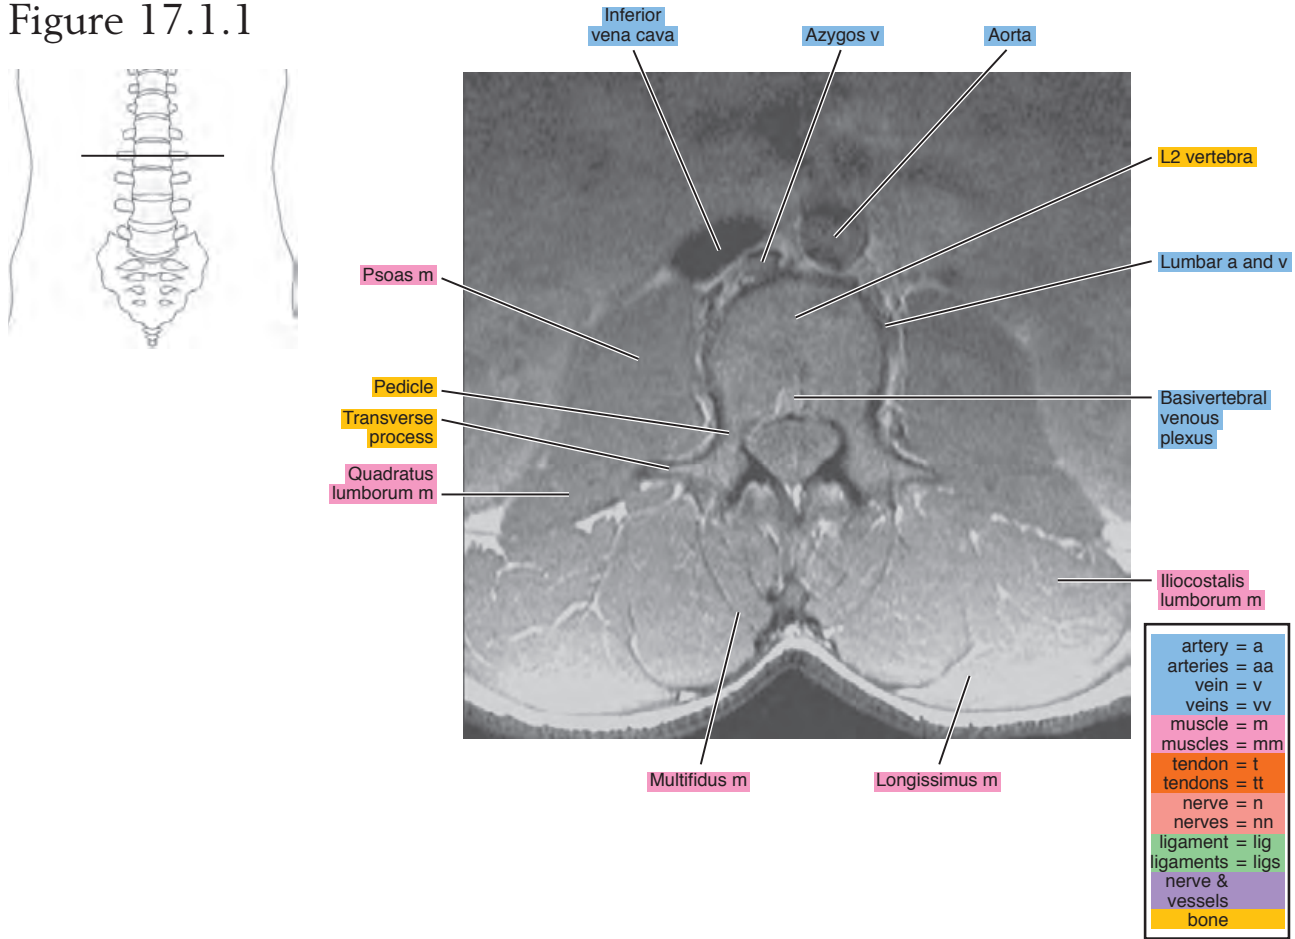 Figure 17.1.1
Inferior
vena cava
Azygos v
Aorta
L2 vertebra
Lumbar a and v
Psoas m
Pedicle
Transverse
process
Quadratus
lumborum m
Basivertebral
venous
plexus
Iliocostalis
lumborum m
Multifidus m
Longissimus m
artery = a
arteries = aa
vein = v
veins = vv
muscle = m
muscles = mm
tendon = t
tendons = tt
nerve = n
nerves = nn
ligament = lig
ligaments = ligs
nerve &
vessels
bone